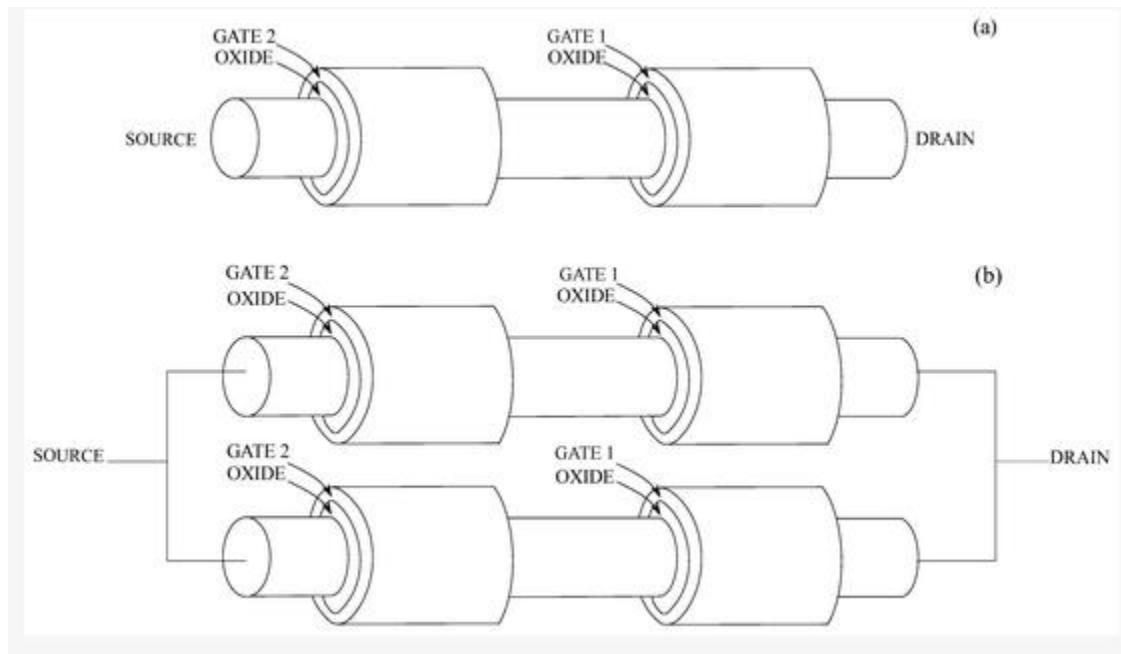 (a)
GATE 2
OXIDE
GATE 1
OXIDE
SOURCE
DRAIN
(b)
GATE 2
OXIDE
GATE 1
OXIDE
SOURCE
DRAIN
GATE 2
OXIDE
GATE 1
OXIDE